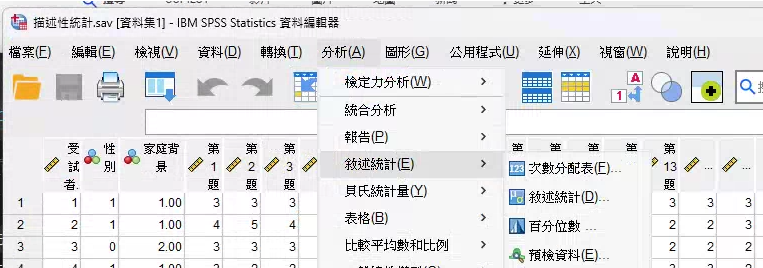 描述性統計.sav [資料集1] - IBM SPSS Statistics 資料編輯器
檔案(F) 編輯(E) 檢視(V) 資料(D) 轉換(T) 分析(A) 圖形(G) 公用程式(U) 延伸(X) 視窗(W) 說明(H)
檢定力分析(W)
統合分析
報告(P)
敘述統計(E)
貝氏統計量(Y)
表格(B)
比較平均數和比例
次數分配表(F)...
敘述統計(D)...
百分位數
預檢資料(E)...
受試者. 性別 家庭背景 第1題 第2題 第3題 第 第 第 第13題 ... ...
1 1 1 1.00 3 3 3 3 3 3
2 2 1 1.00 4 5 4 2 2 3
3 3 0 2.00 3 3 3 2 2 3
4 4 1 1.00